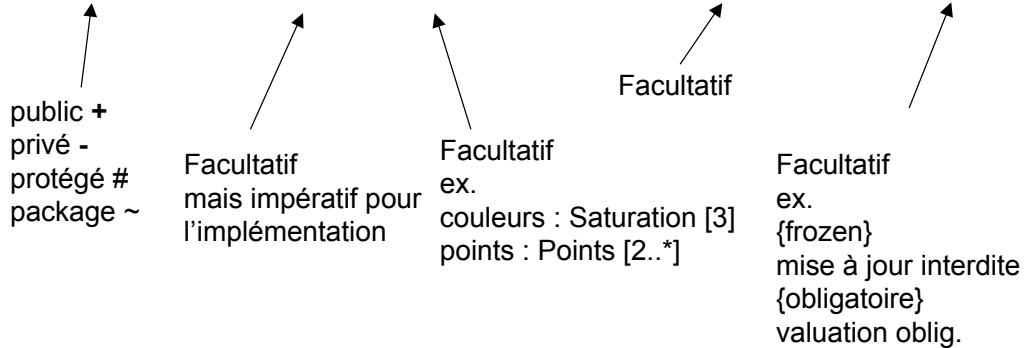 public +
privé -
protégé #
package ~
Facultatif
mais impératif pour
l'implémentation
Facultatif
ex.
couleurs : Saturation [3]
points : Points [2..*]
Facultatif
Facultatif
ex.
{frozen}
mise à jour interdite
{obligatoire}
valuation oblig.